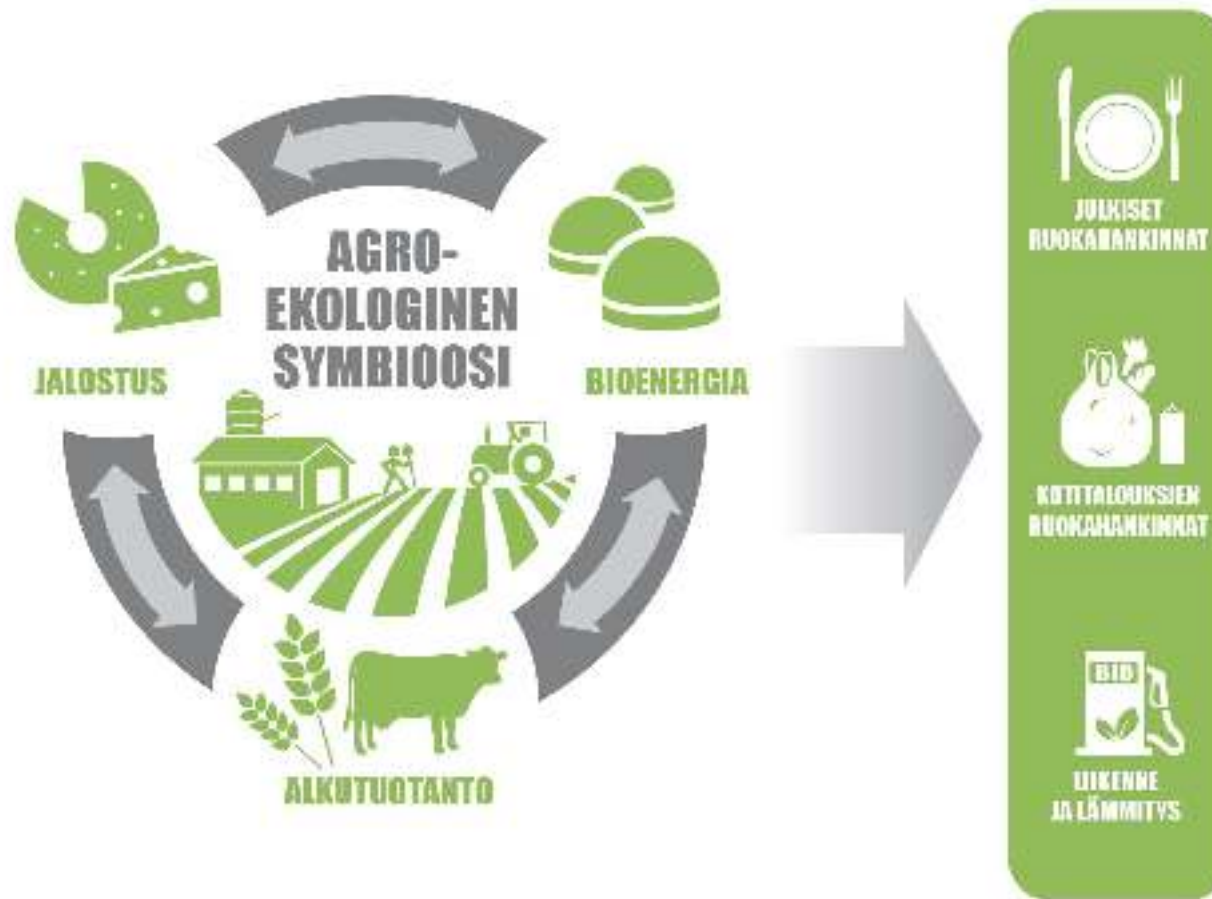 AGRO-
EKOLOGINEN
SYMBIOOSI
JALOSTUS
BIOENERGIA
ALKUTUOTANTO
JULKISET
RUOKAHANKINNAT
KOTITALOUKSIEN
RUOKAHANKINNAT
BIO
LIIKENNE
JA LÄMMITYS